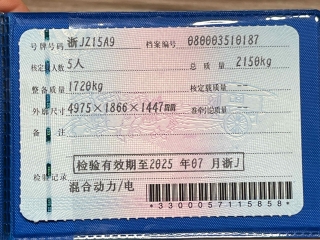 号牌号码 浙JZ15A9 档案编号 080003510187
核定载人数 5人 总质量 2150kg
整备质量 1720kg 核定载质量 --
外廓尺寸 4975×1866×1447mm 准牵引总质量 --
备注
检验有效期至2025年07月浙J
检验记录
混合动力/电
*3300057115858*